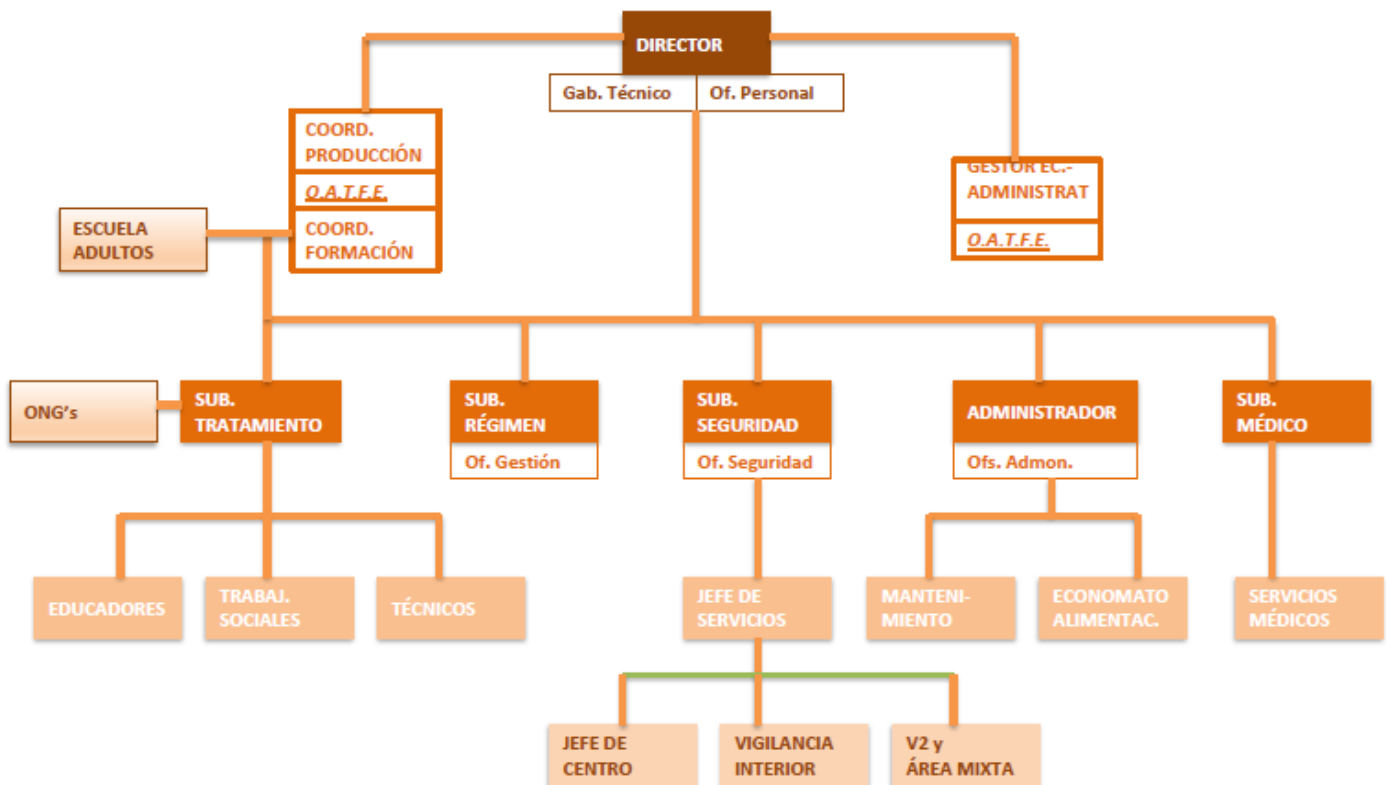 DIRECTOR
Gab. Técnico
Of. Personal
COORD.
PRODUCCIÓN
O.A.T.F.E.
COORD.
FORMACIÓN
GESTOR EC.-
ADMINISTRAT
O.A.T.F.E.
ESCUELA
ADULTOS
ONG's
SUB.
TRATAMIENTO
SUB.
RÉGIMEN
Of. Gestión
SUB.
SEGURIDAD
Of. Seguridad
ADMINISTRADOR
Ofs. Admon.
SUB.
MÉDICO
EDUCADORES
TRABAJ.
SOCIALES
TÉCNICOS
JEFE DE
SERVICIOS
MANTENI-
MIENTO
ECONOMATO
ALIMENTAC.
SERVICIOS
MÉDICOS
JEFE DE
CENTRO
VIGILANCIA
INTERIOR
V2 y
ÁREA MIXTA